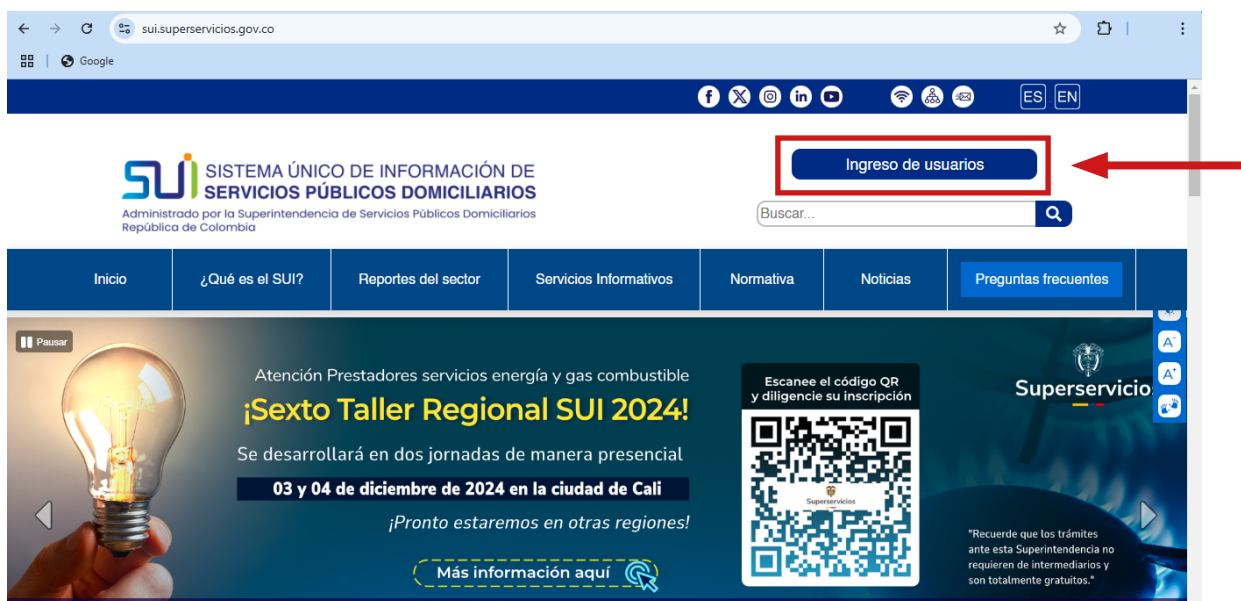 sui.superservicios.gov.co
Google
ES EN
sui SISTEMA ÚNICO DE INFORMACIÓN DE
SERVICIOS PÚBLICOS DOMICILIARIOS
Administrado por la Superintendencia de Servicios Públicos Domiciliarios
República de Colombia
Ingreso de usuarios
Buscar...
Inicio
¿Qué es el SUI?
Reportes del sector
Servicios Informativos
Normativa
Noticias
Preguntas frecuentes
Pausar
Atención Prestadores servicios energía y gas combustible
¡Sexto Taller Regional SUI 2024!
Se desarrollará en dos jornadas de manera presencial
03 y 04 de diciembre de 2024 en la ciudad de Cali
¡Pronto estaremos en otras regiones!
Más información aquí
Escanee el código QR
y diligencie su inscripción
Superservicios
Superservicio
"Recuerde que los trámites
ante esta Superintendencia no
requieren de intermediarios y
son totalmente gratuitos."
A-
A+